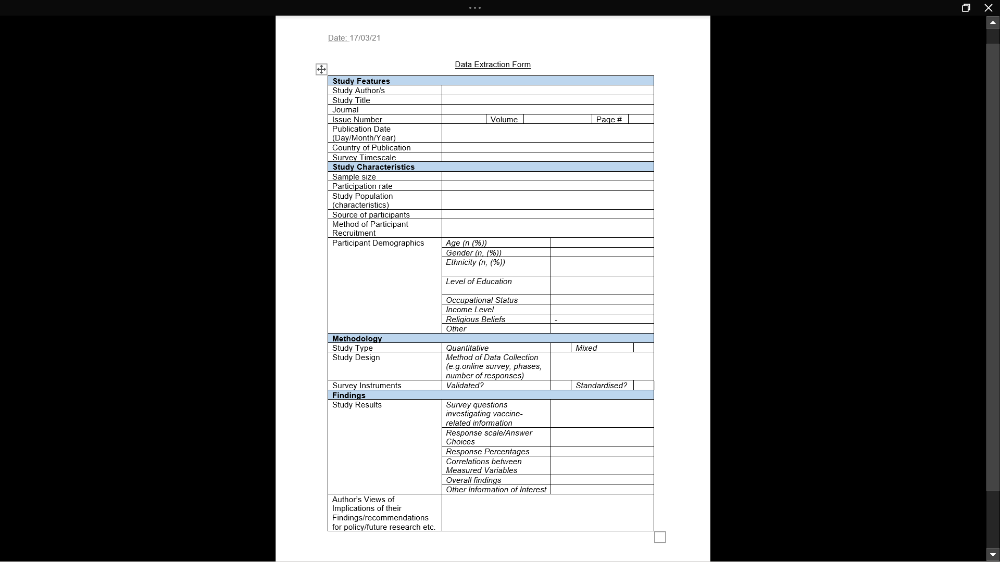 Date: 17/03/21
Data Extraction Form
Study Features
Study Author/s
Study Title
Journal
Issue Number Volume Page #
Publication Date
(Day/Month/Year)
Country of Publication
Survey Timescale
Study Characteristics
Sample size
Participation rate
Study Population
(characteristics)
Source of participants
Method of Participant
Recruitment
Participant Demographics Age (n (%))
Gender (n, (%))
Ethnicity (n, (%))
Level of Education
Occupational Status
Income Level
Religious Beliefs -
Other
Methodology
Study Type Quantitative Mixed
Study Design Method of Data Collection
(e.g.online survey, phases,
number of responses)
Survey Instruments Validated? Standardised?
Findings
Study Results Survey questions
investigating vaccine-
related information
Response scale/Answer
Choices
Response Percentages
Correlations between
Measured Variables
Overall findings
Other Information of Interest
Author’s Views of
Implications of their
Findings/recommendations
for policy/future research etc.